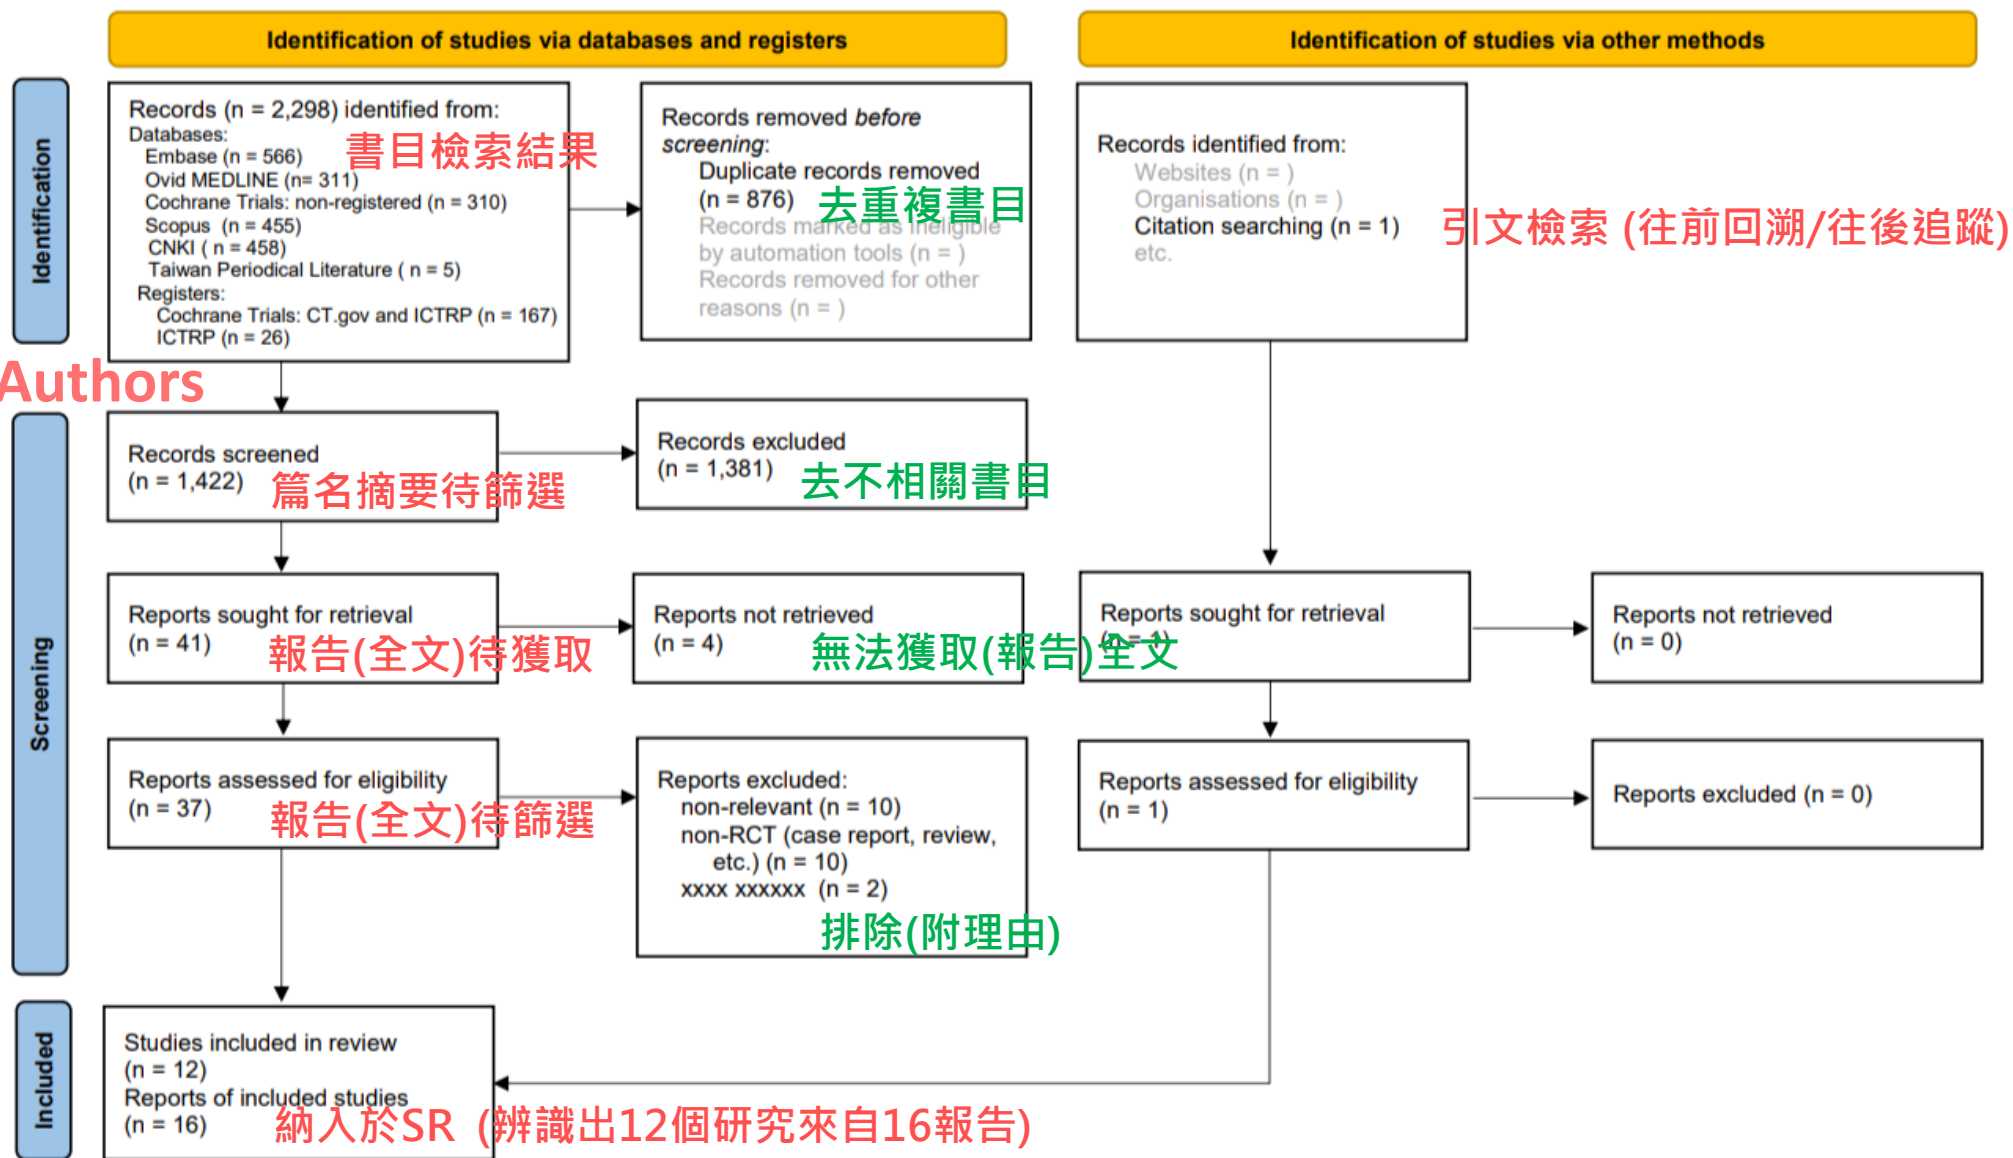 Identification of studies via databases and registers
Identification of studies via other methods
Identification
Records (n = 2,298) identified from:
Databases:
Embase (n = 566)
Ovid MEDLINE (n= 311)
Cochrane Trials: non-registered (n = 310)
Scopus (n = 455)
CNKI ( n = 458)
Taiwan Periodical Literature ( n = 5)
Registers:
Cochrane Trials: CT.gov and ICTRP (n = 167)
ICTRP (n = 26)
書目檢索結果
Records removed before
screening:
Duplicate records removed
(n = 876)
去重複書目
Records marked as ineligible
by automation tools (n = )
Records removed for other
reasons (n = )
Records identified from:
Websites (n = )
Organisations (n = )
Citation searching (n = 1)
etc.
引文檢索 (往前回溯/往後追蹤)
Authors
Screening
Records screened
(n = 1,422)
篇名摘要待篩選
Records excluded
(n = 1,381)
去不相關書目
Reports sought for retrieval
(n = 41)
報告(全文)待獲取
Reports not retrieved
(n = 4)
無法獲取(報告)全文
Reports sought for retrieval
(n = 1)
Reports not retrieved
(n = 0)
Reports assessed for eligibility
(n = 37)
報告(全文)待篩選
Reports excluded:
non-relevant (n = 10)
non-RCT (case report, review,
etc.) (n = 10)
xxxx xxxxxx (n = 2)
排除(附理由)
Reports assessed for eligibility
(n = 1)
Reports excluded (n = 0)
Included
Studies included in review
(n = 12)
Reports of included studies
(n = 16)
納入於SR (辨識出12個研究來自16報告)